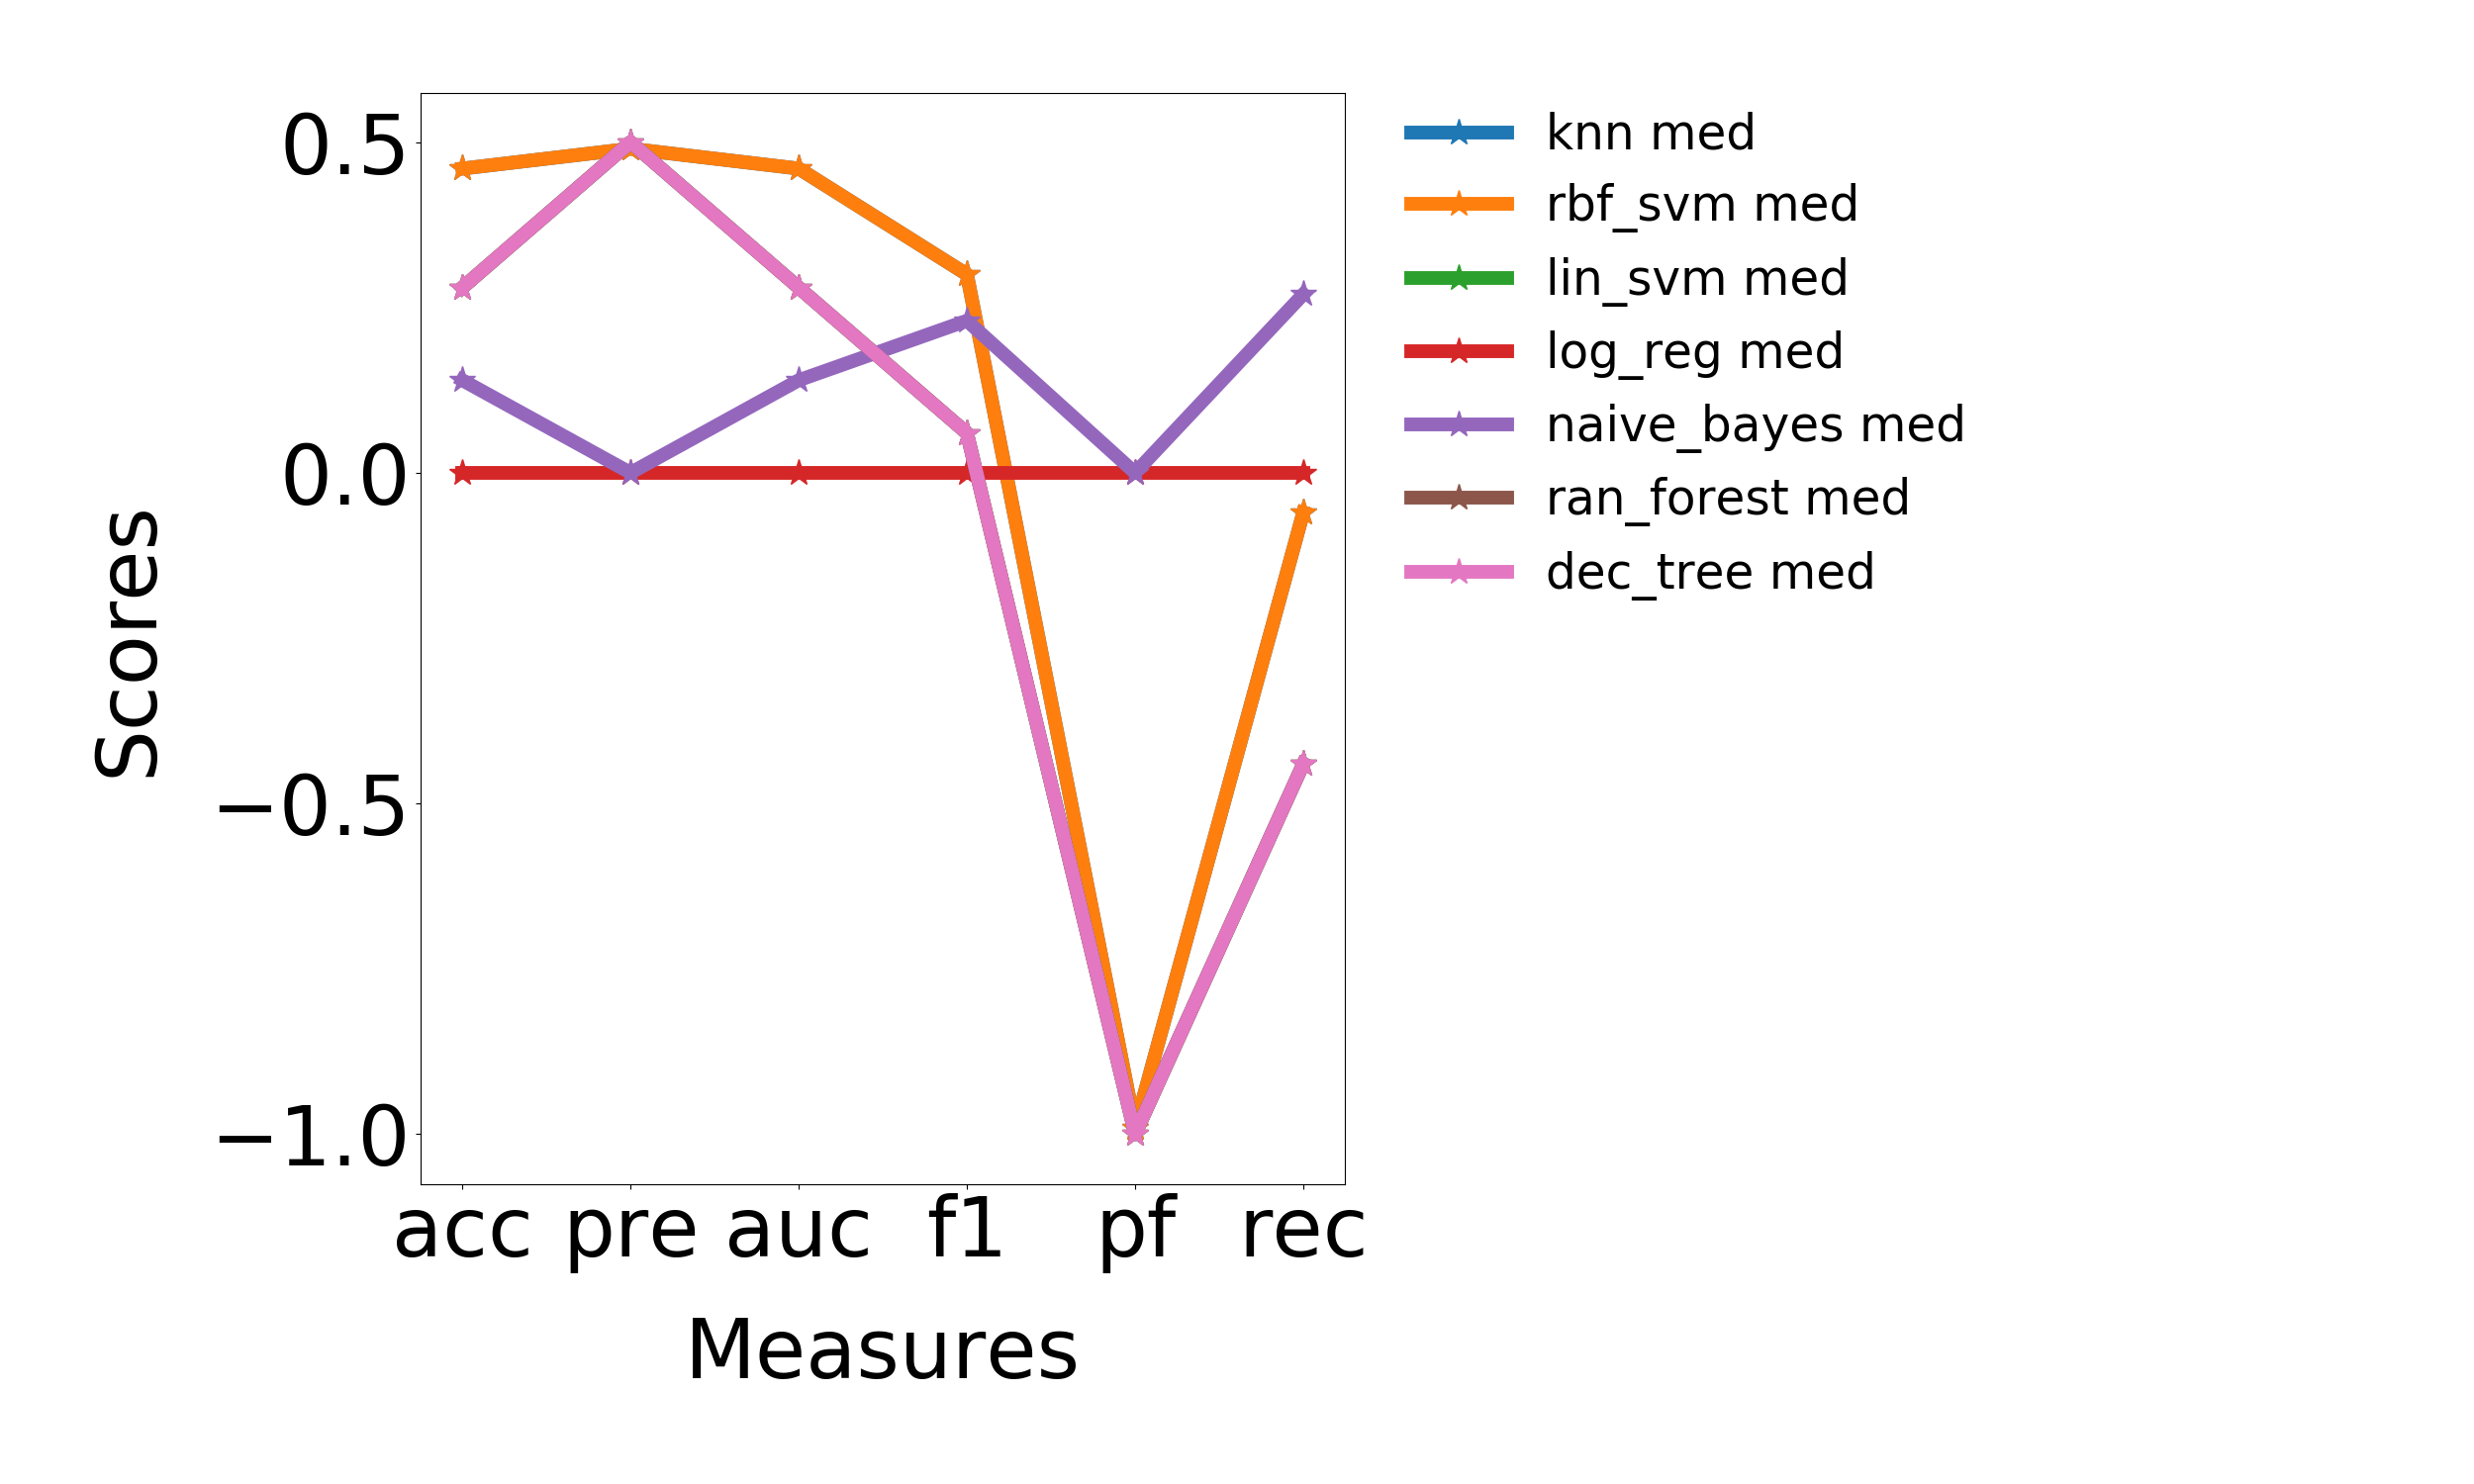 0.5
0.0
−0.5
−1.0
Scores
acc pre auc f1 pf rec
Measures
knn med
rbf_svm med
lin_svm med
log_reg med
naive_bayes med
ran_forest med
dec_tree med